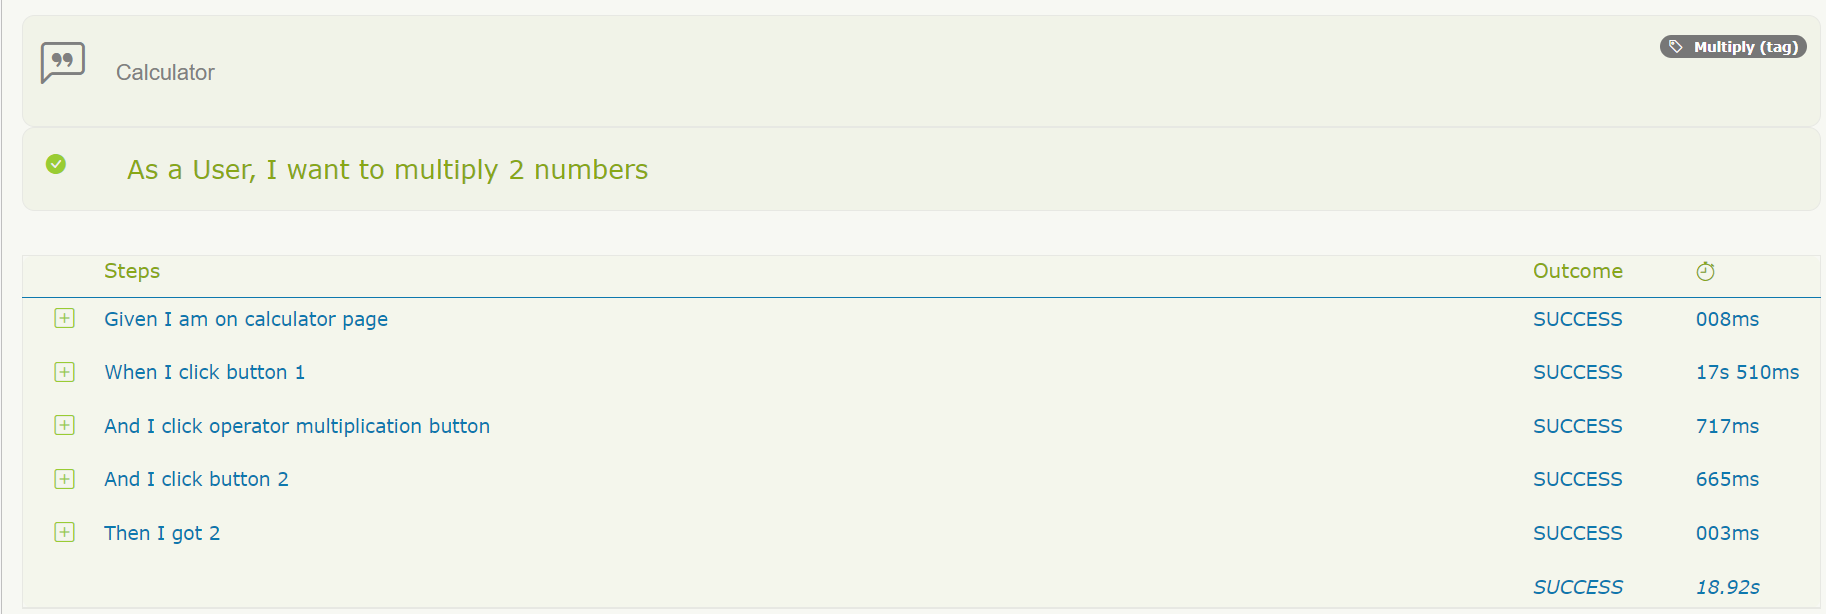 Calculator
Multiply (tag)
As a User, I want to multiply 2 numbers
Steps Outcome
Given I am on calculator page SUCCESS 008ms
When I click button 1 SUCCESS 17s 510ms
And I click operator multiplication button SUCCESS 717ms
And I click button 2 SUCCESS 665ms
Then I got 2 SUCCESS 003ms
SUCCESS 18.92s